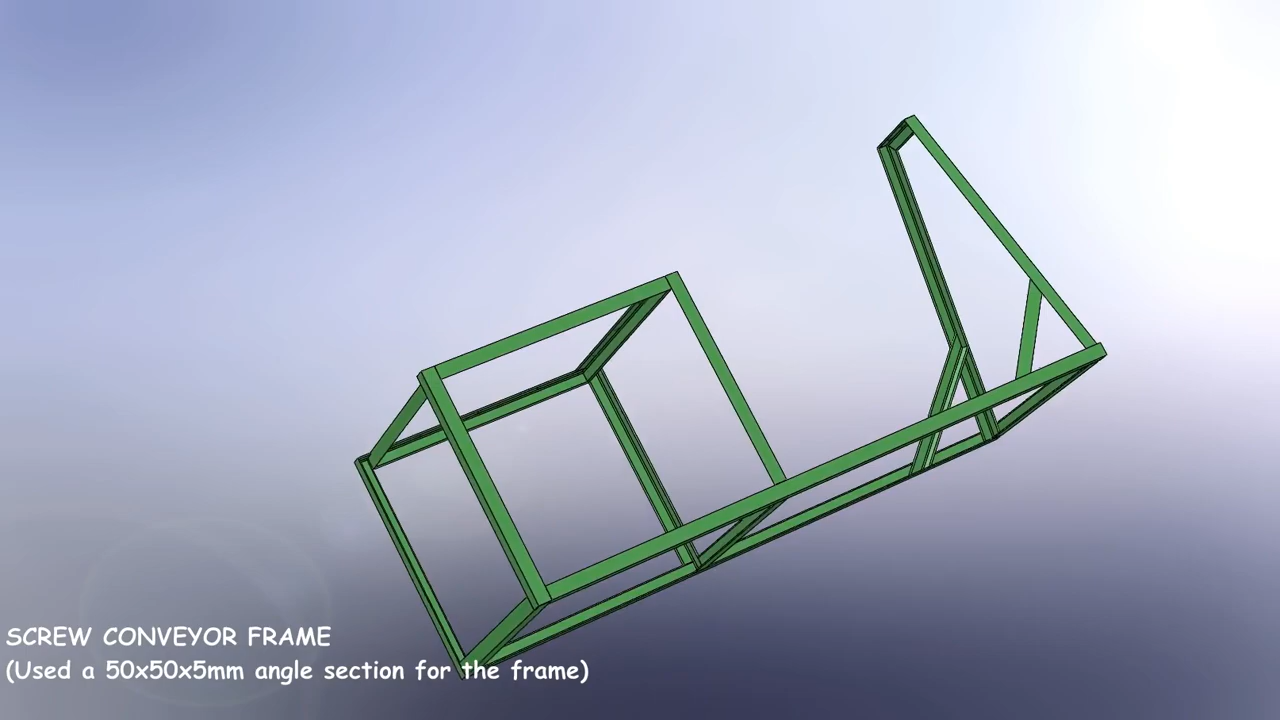 SCREW CONVEYOR FRAME
(Used a 50x50x5mm angle section for the frame)